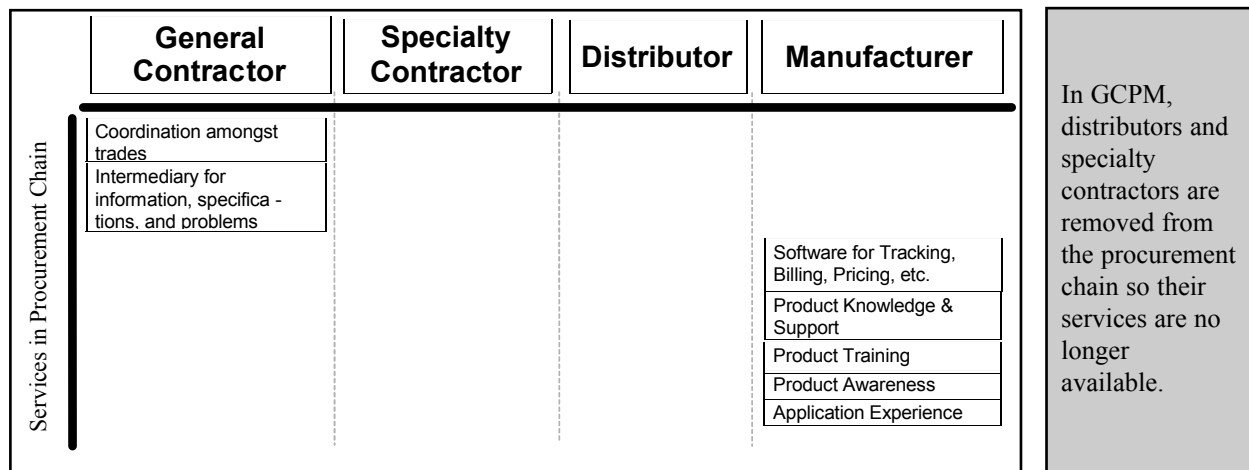 General
Contractor
Specialty
Contractor
Distributor
Manufacturer
Services in Procurement Chain
Coordination amongst
trades
Intermediary for
information, specifica -
tions, and problems
Software for Tracking,
Billing, Pricing, etc.
Product Knowledge &
Support
Product Training
Product Awareness
Application Experience
In GCPM,
distributors and
specialty
contractors are
removed from
the procurement
chain so their
services are no
longer
available.